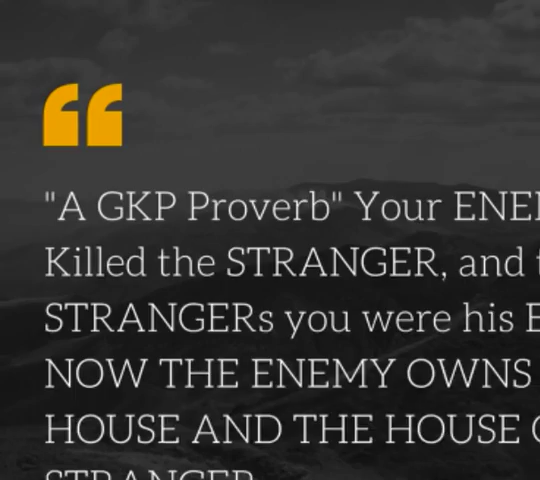 "A GKP Proverb" Your
Killed the STRANGER, and
STRANGERs you were his
NOW THE ENEMY OWNS
HOUSE AND THE HOUSE
STRANGER